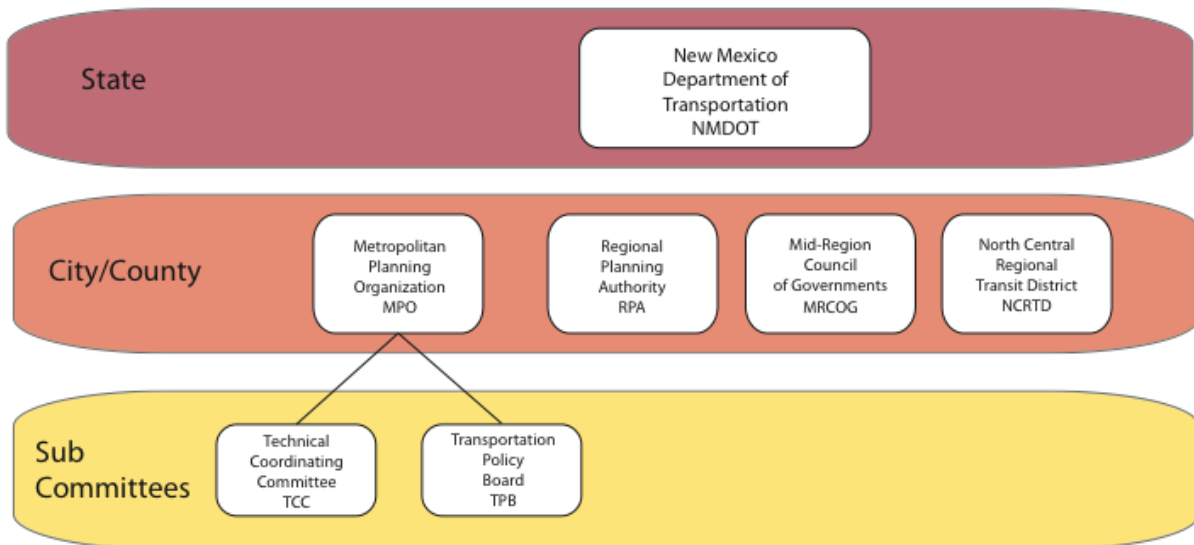 State
New Mexico
Department of
Transportation
NMDOT
City/County
Metropolitan
Planning
Organization
MPO
Regional
Planning
Authority
RPA
Mid-Region
Council
of Governments
MRCOG
North Central
Regional
Transit District
NCRTD
Sub
Committees
Technical
Coordinating
Committee
TCC
Transportation
Policy
Board
TPB